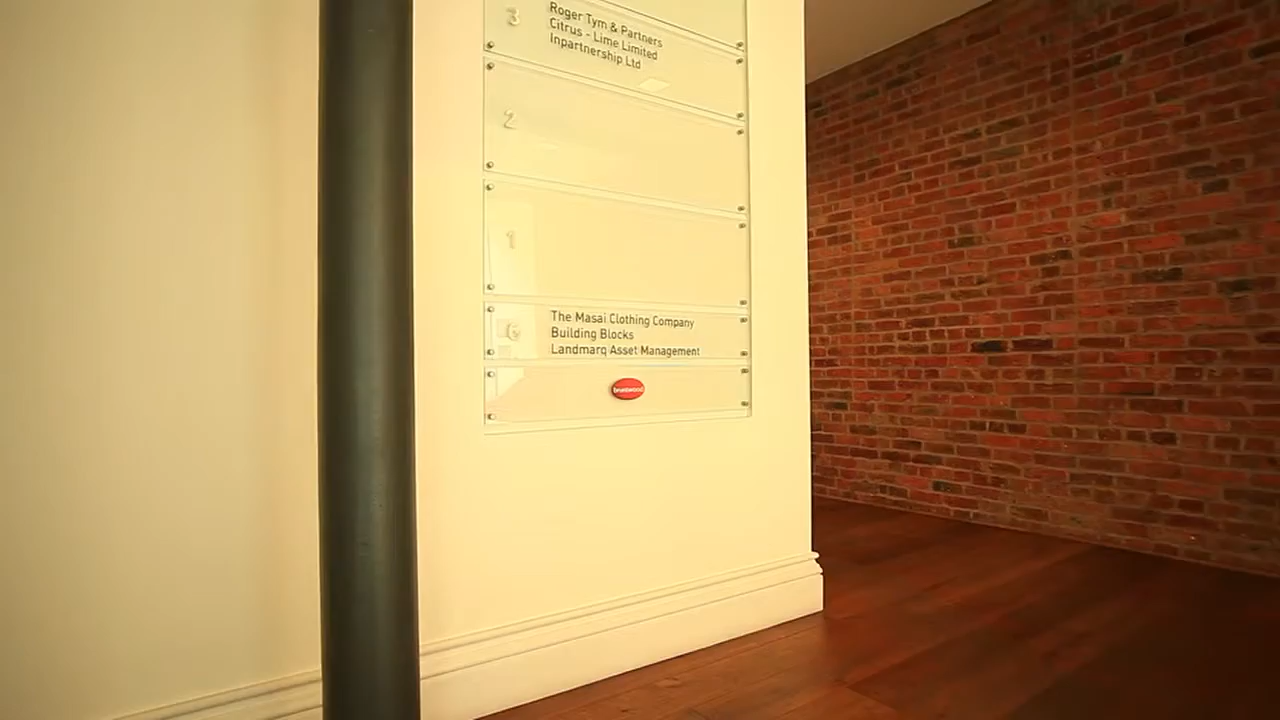 3
Roger Tym & Partners
Citrus - Lime Limited
Inpartnership Ltd
2
1
G
The Masai Clothing Company
Building Blocks
Landmarq Asset Management
bruntwood